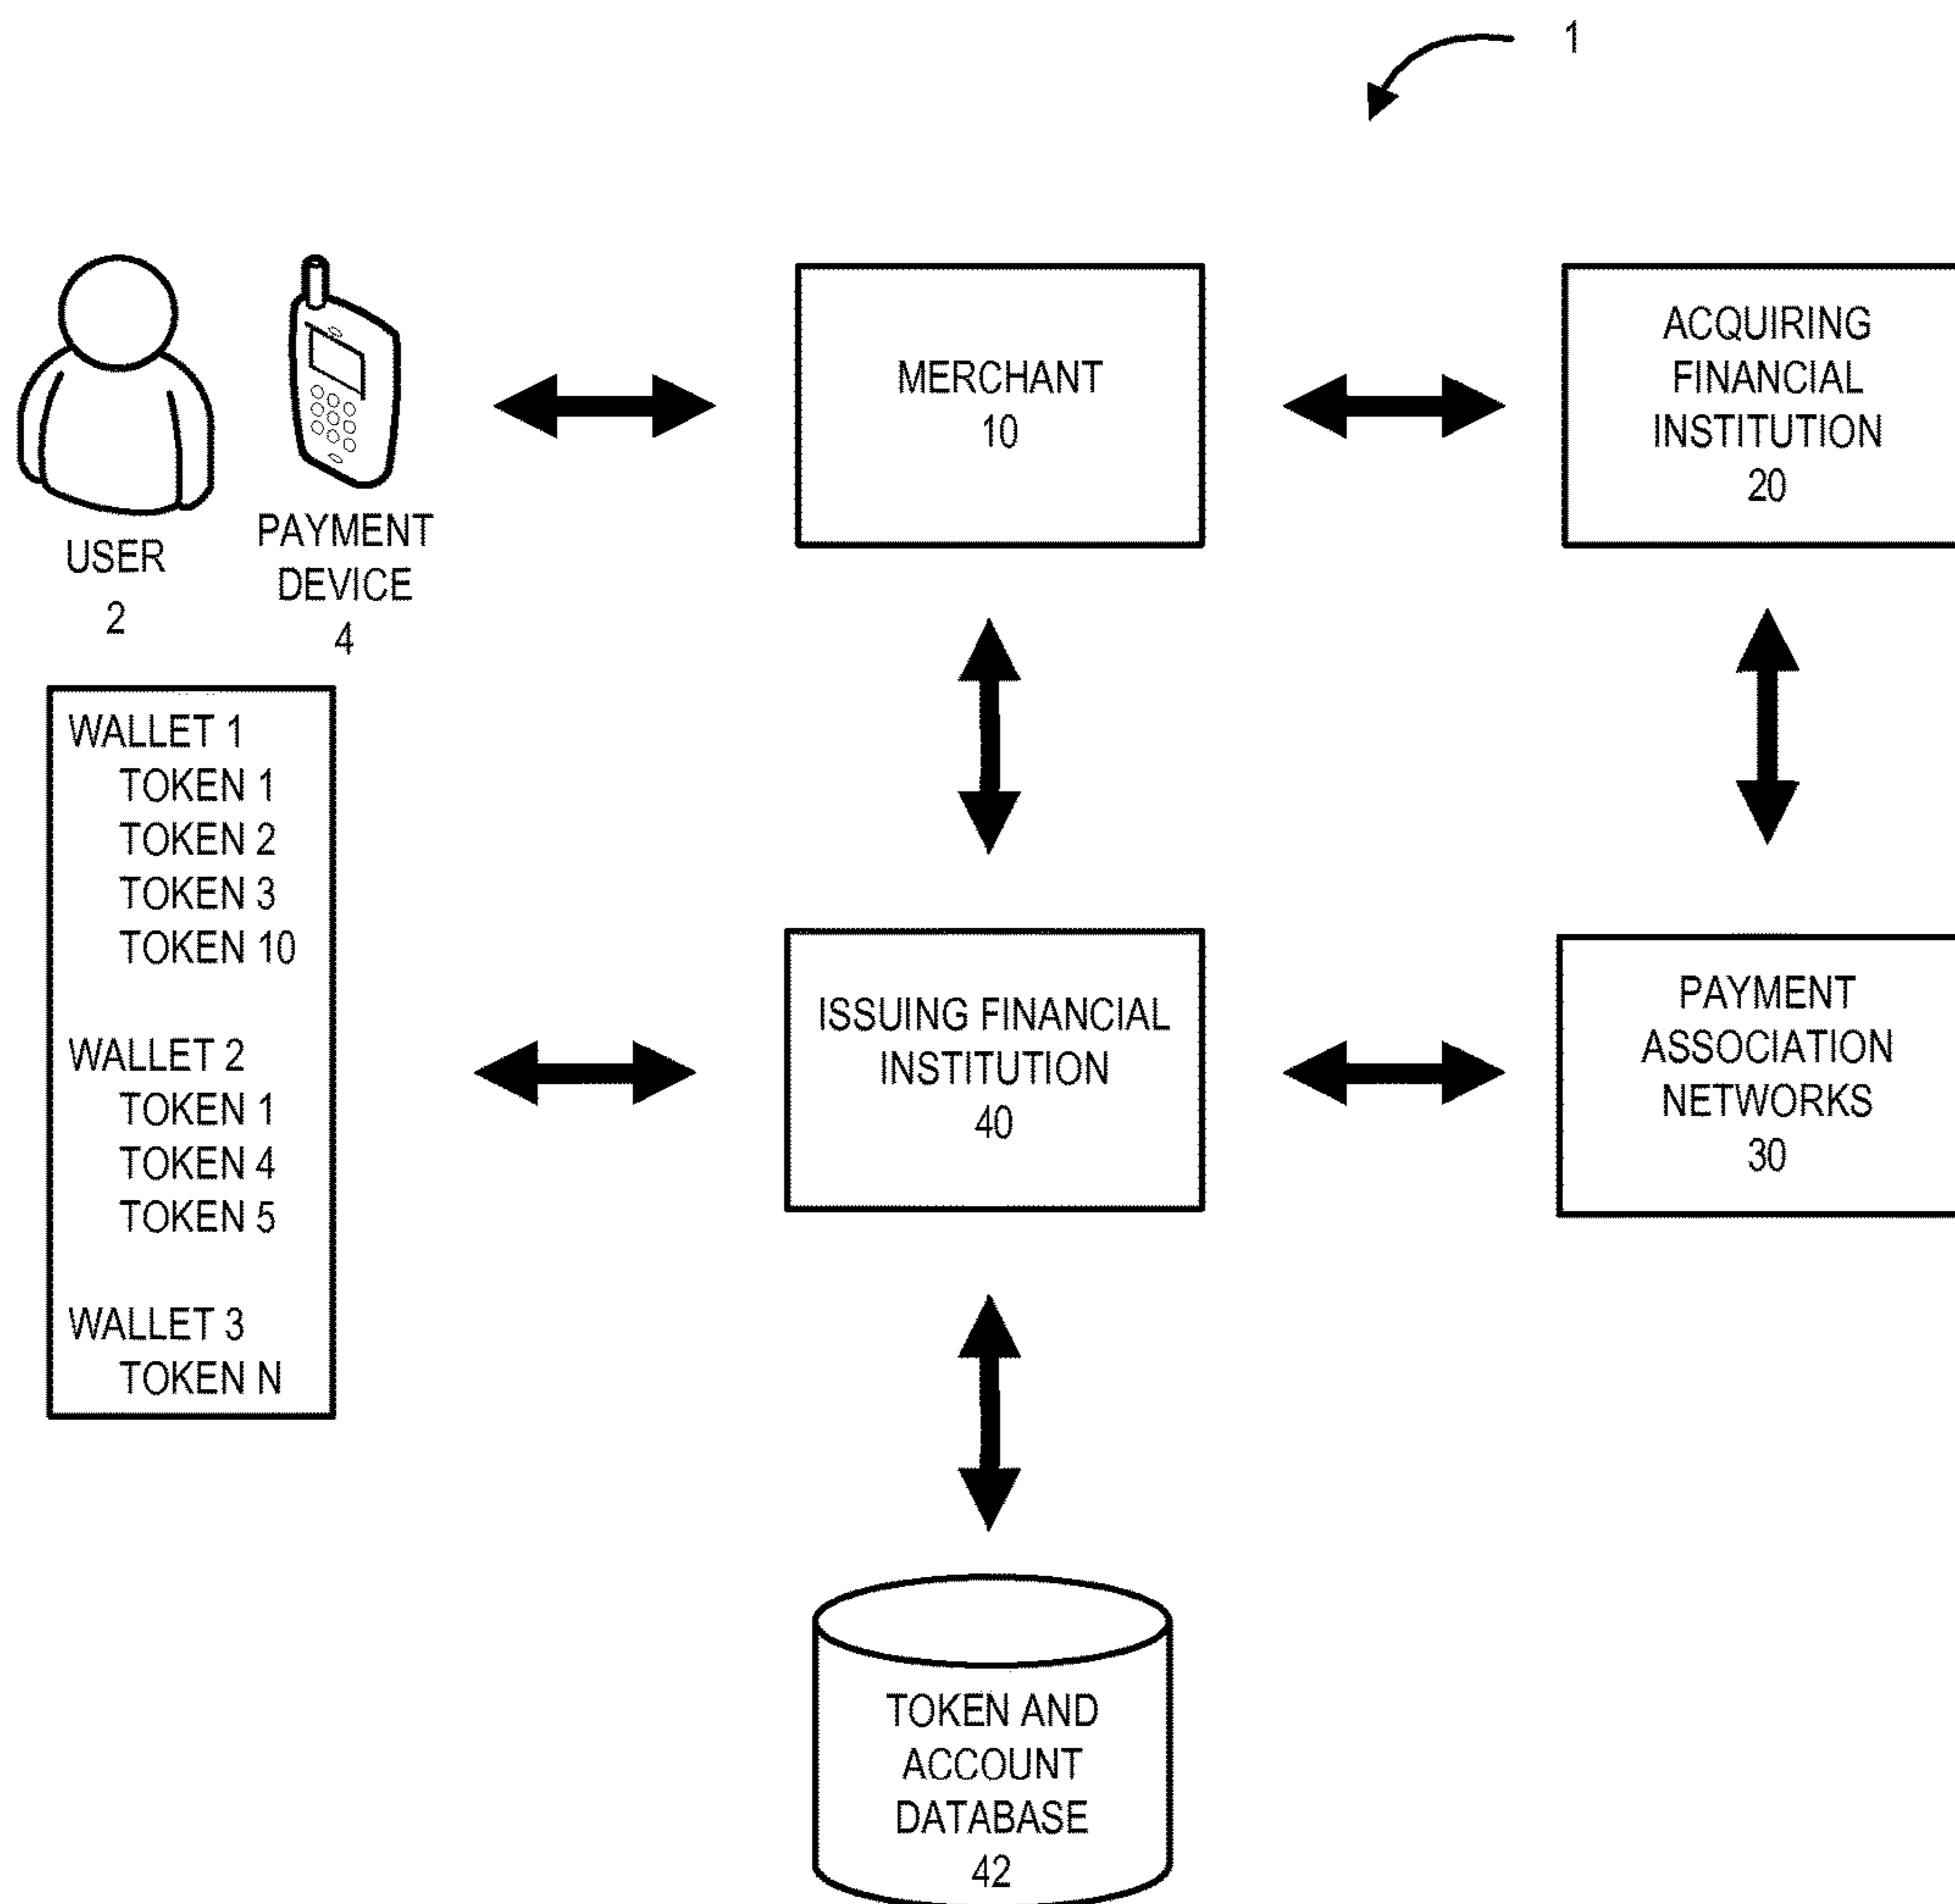 1
USER
2
PAYMENT
DEVICE
4
MERCHANT
10
ACQUIRING
FINANCIAL
INSTITUTION
20
WALLET 1
TOKEN 1
TOKEN 2
TOKEN 3
TOKEN 10
WALLET 2
TOKEN 1
TOKEN 4
TOKEN 5
WALLET 3
TOKEN N
ISSUING FINANCIAL
INSTITUTION
40
PAYMENT
ASSOCIATION
NETWORKS
30
TOKEN AND
ACCOUNT
DATABASE
42